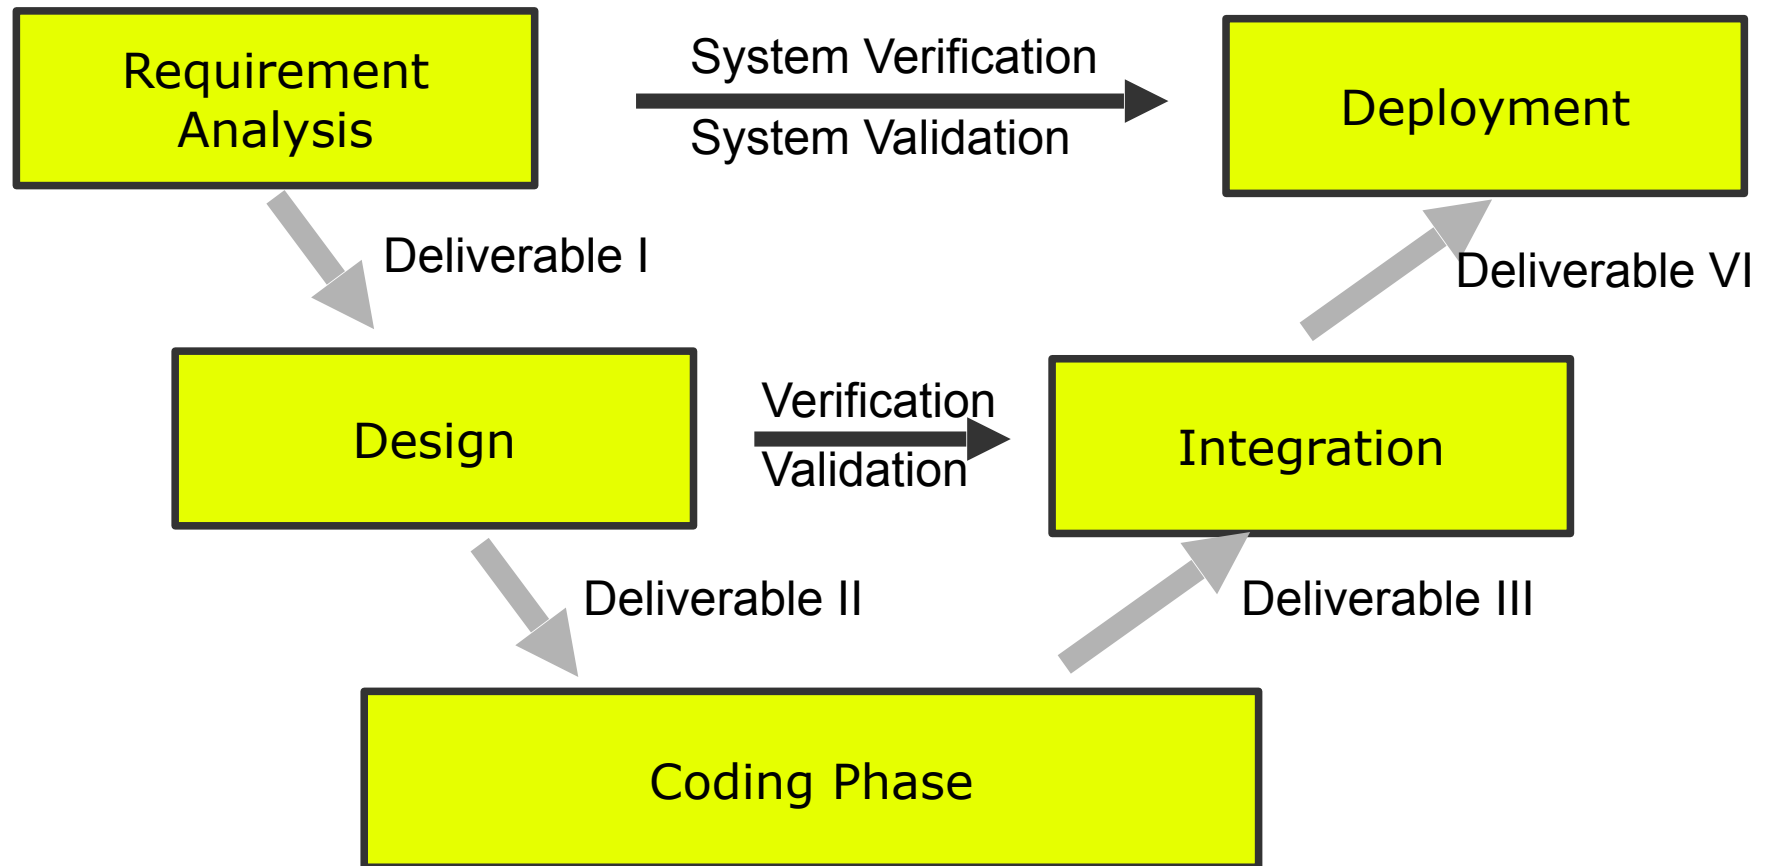 Requirement
Analysis
System Verification
System Validation
Deployment
Deliverable I
Deliverable VI
Design
Verification
Validation
Integration
Deliverable II
Deliverable III
Coding Phase